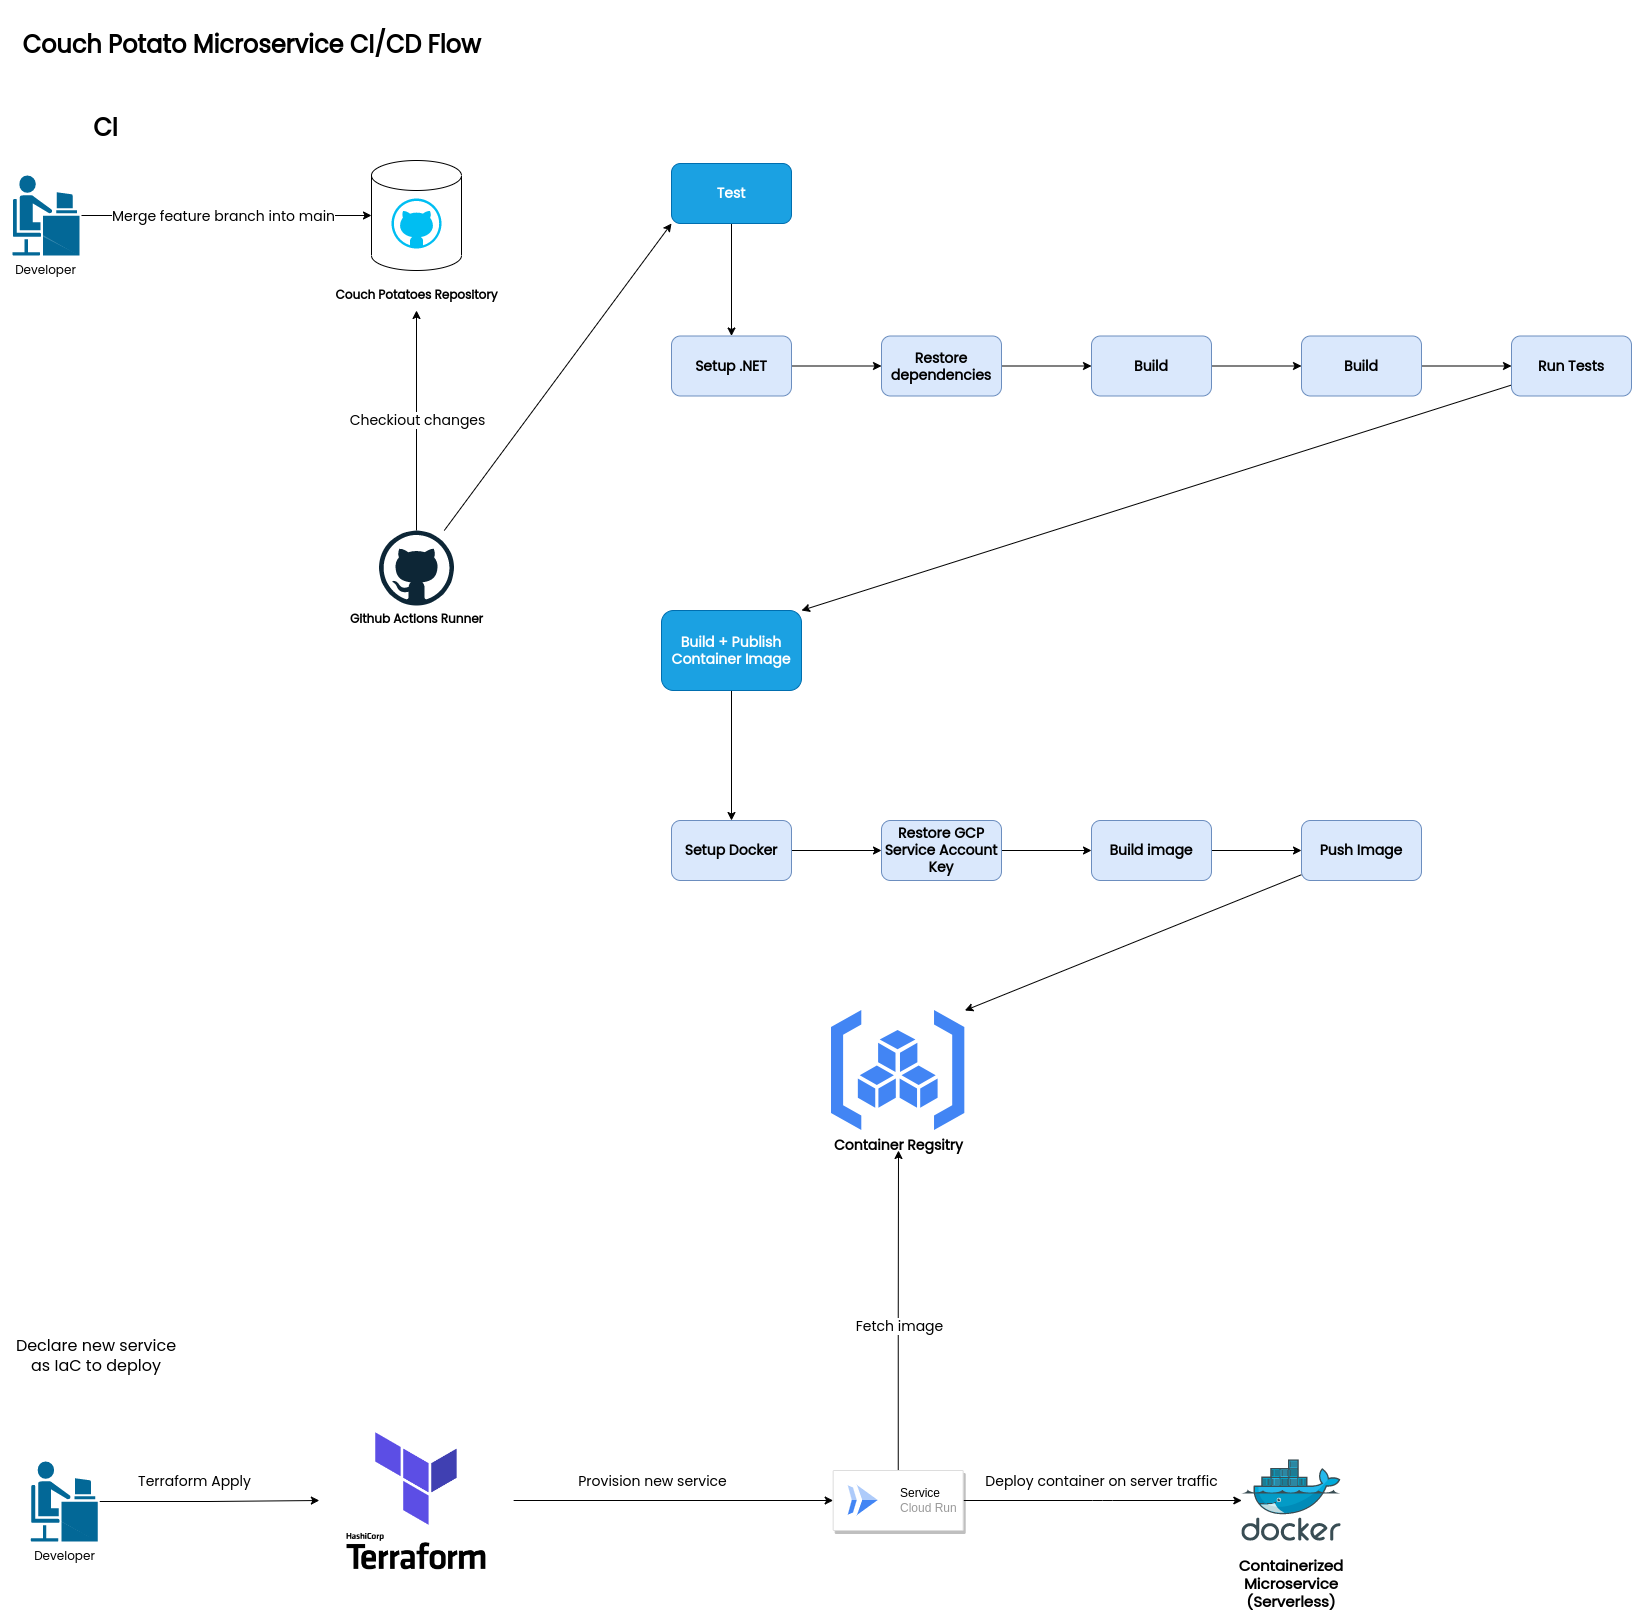 Couch Potato Microservice CI/CD Flow
CI
Merge feature branch into main
Developer
Couch Potatoes Repository
Checkiout changes
Github Actions Runner
Test
Setup .NET
Restore
dependencies
Build
Build
Run Tests
Build + Publish
Container Image
Setup Docker
Restore GCP
Service Account
Key
Build image
Push Image
Container Regsitry
Fetch image
Declare new service
as IaC to deploy
Developer
Terraform Apply
HashiCorp
Terraform
Provision new service
Service
Cloud Run
Deploy container on server traffic
docker
Containerized
Microservice
(Serverless)